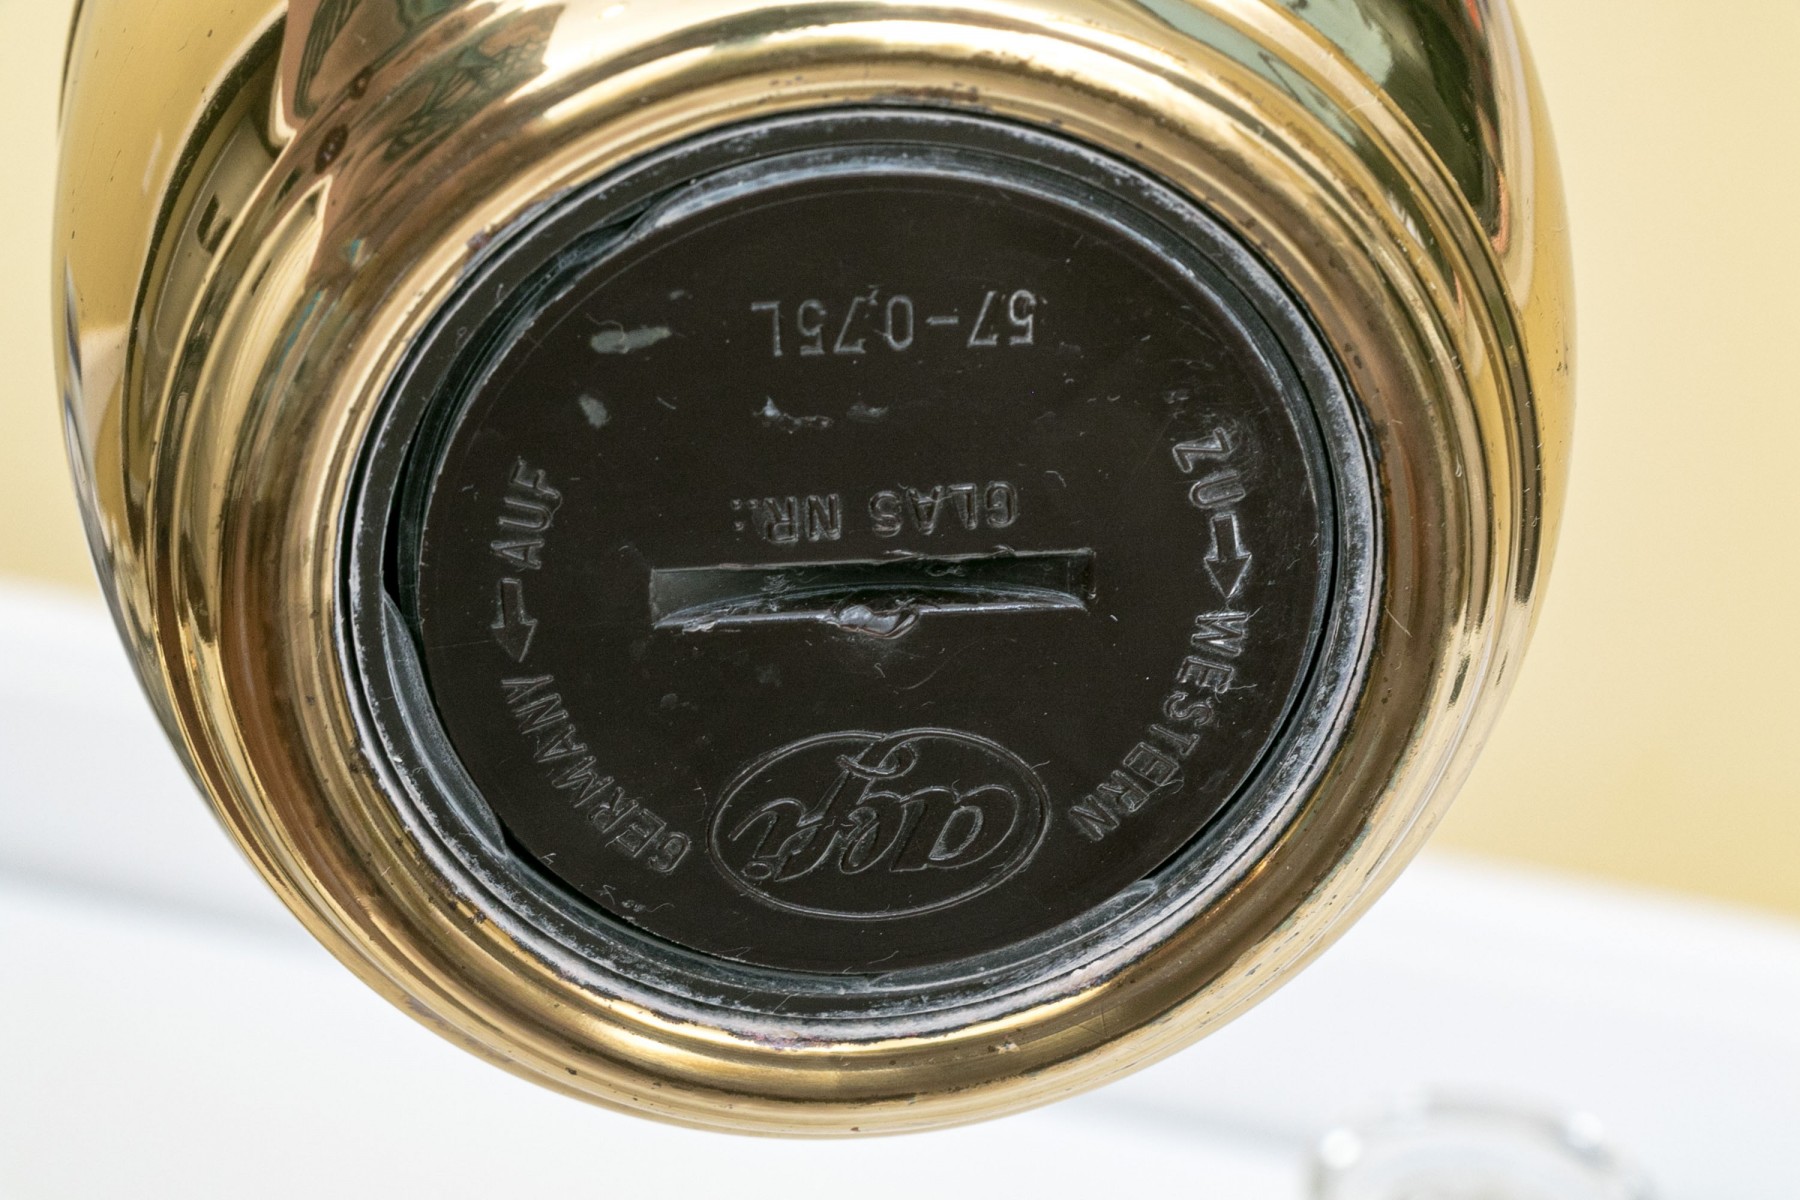 alfi
WESTERN
GERMANY
ZU
AUF
GLAS NR.:
57-0,75L